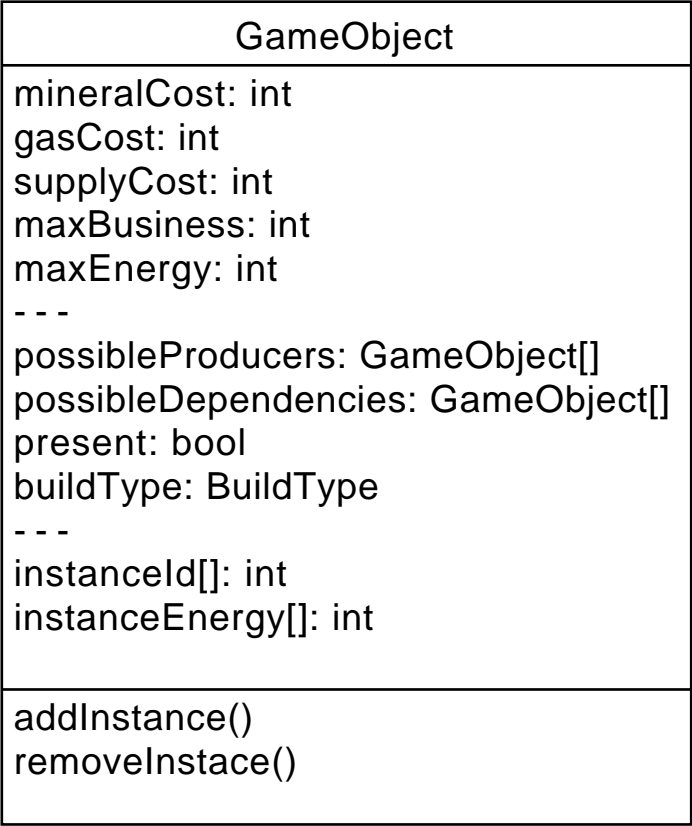 GameObject
mineralCost: int
gasCost: int
supplyCost: int
maxBusiness: int
maxEnergy: int
- - -
possibleProducers: GameObject[]
possibleDependencies: GameObject[]
present: bool
buildType: BuildType
- - -
instanceId[]: int
instanceEnergy[]: int
addInstance()
removeInstace()